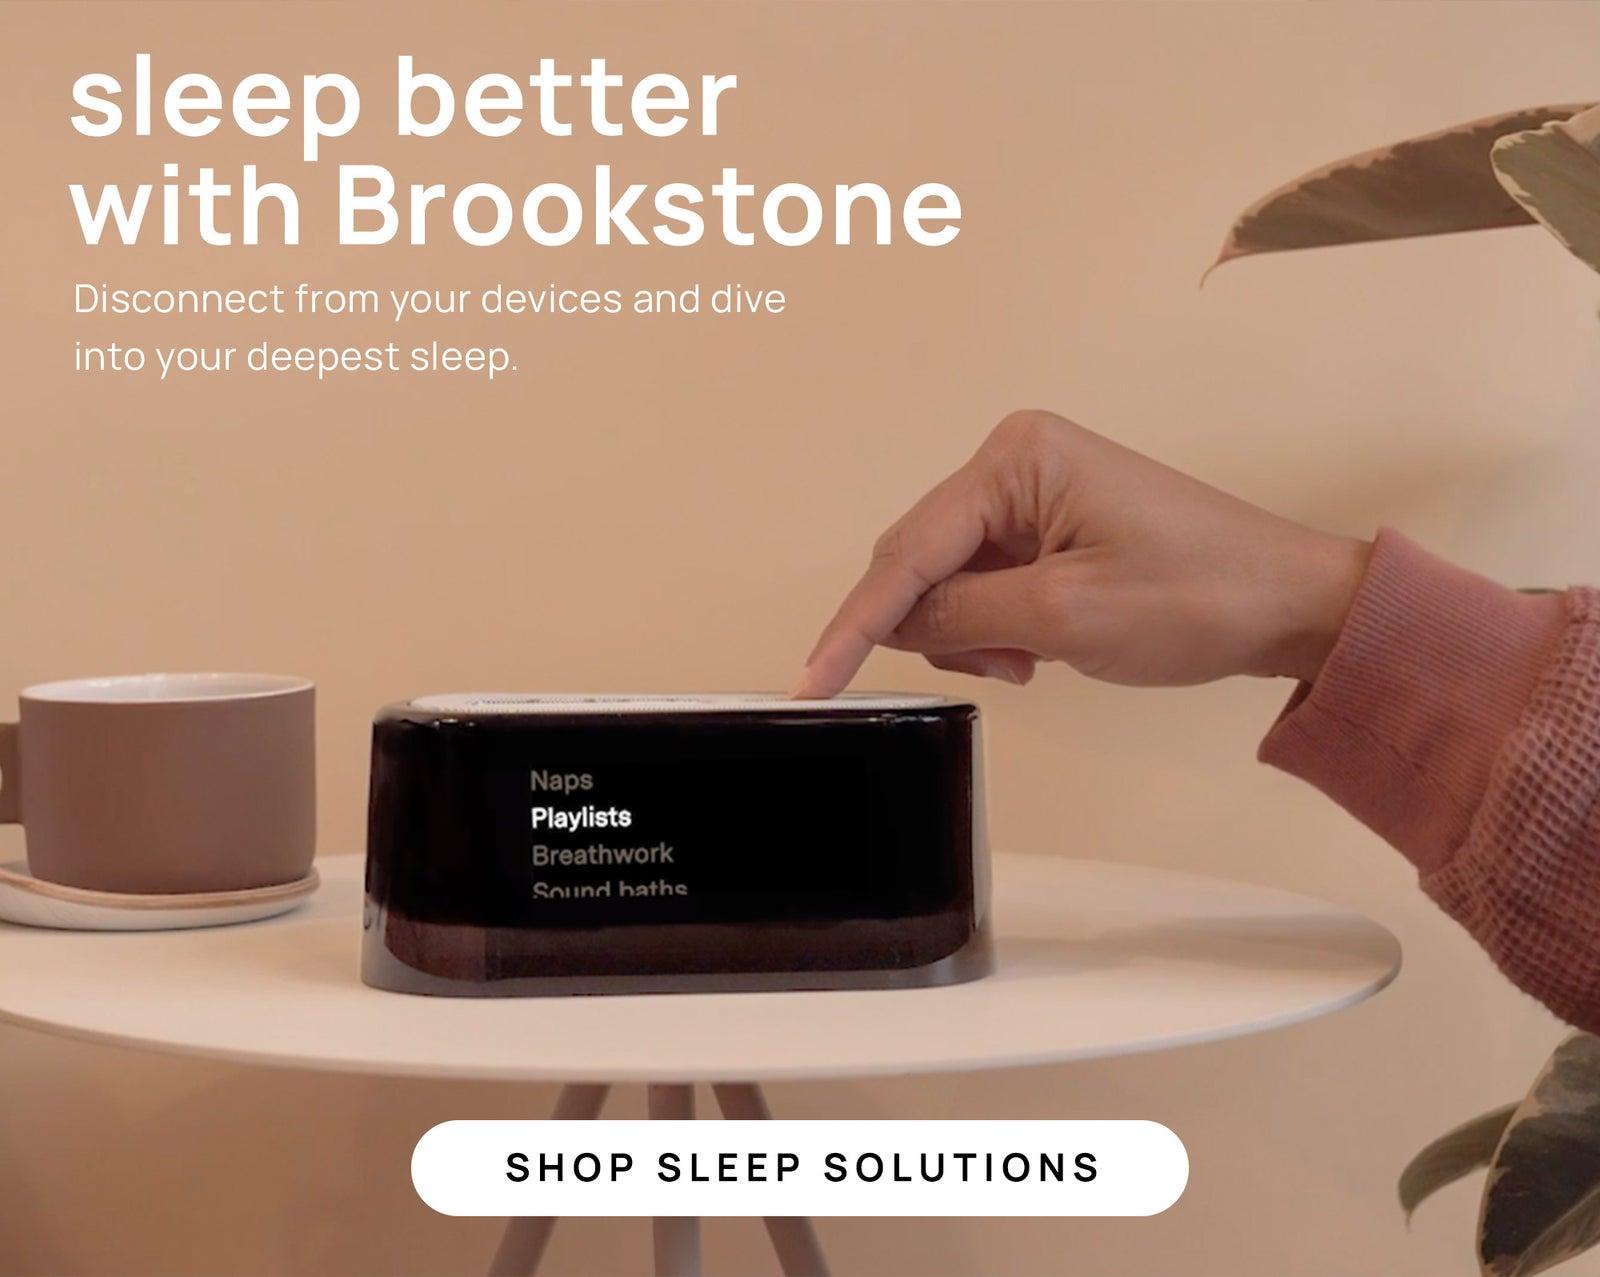 sleep better
with Brookstone
Disconnect from your devices and dive
into your deepest sleep.
Naps
Playlists
Breathwork
Sound baths
SHOP SLEEP SOLUTIONS